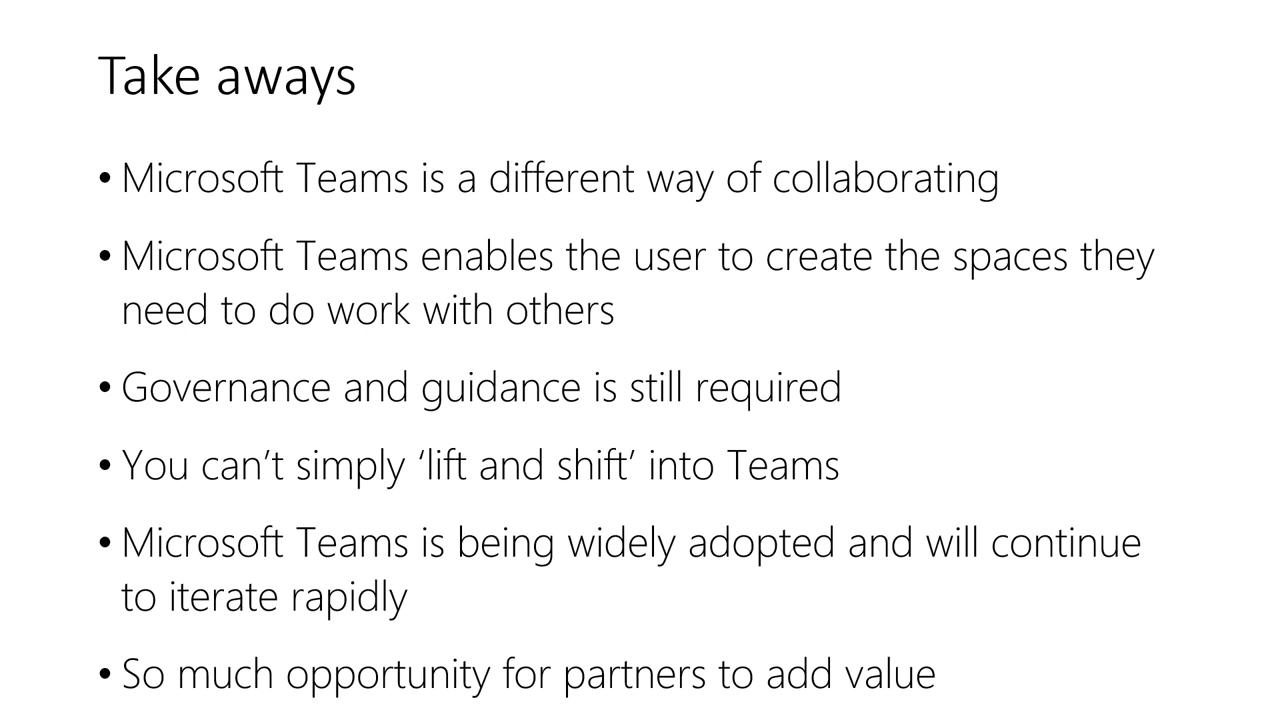 Take aways
• Microsoft Teams is a different way of collaborating
• Microsoft Teams enables the user to create the spaces they
need to do work with others
• Governance and guidance is still required
• You can’t simply ‘lift and shift’ into Teams
• Microsoft Teams is being widely adopted and will continue
to iterate rapidly
• So much opportunity for partners to add value